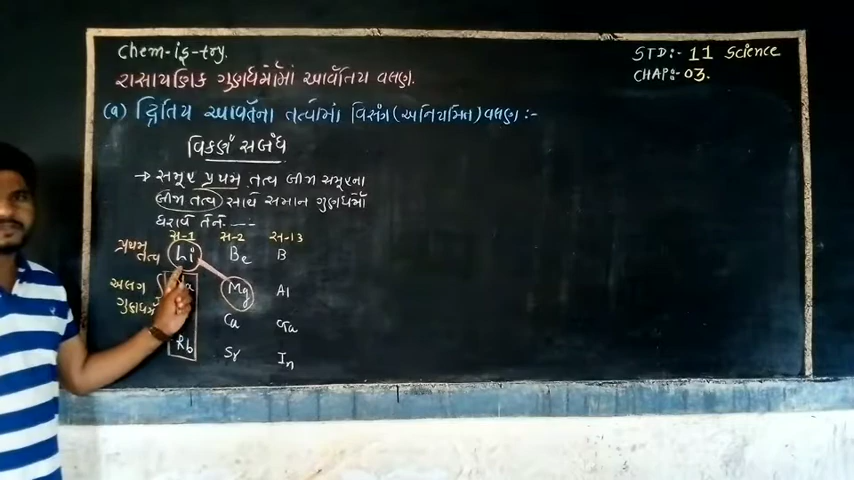 Chem-is-try.
STD:- 11 Science
CHAP:- 03.
રાસાયણિક ગુણધર્મોમાં આવર્તિય વલણ.
(a) દ્વિતિય આવર્તના તત્વોમાં વિસંગ (અનિયમિત) વલણ :-
વિકર્ણ સબંધ
→ સમૂહ પ્રથમ તત્વ બીજા સમૂહના
બીજા તત્વ સાથે સમાન ગુણધર્મો
ધરાવે તેને -----
સ-1 સ-2 સ-13
પ્રથમ તત્વ Li Be B
અલગ ગુણધર્મ Na Mg Al
Ca Ga
Rb Sr In